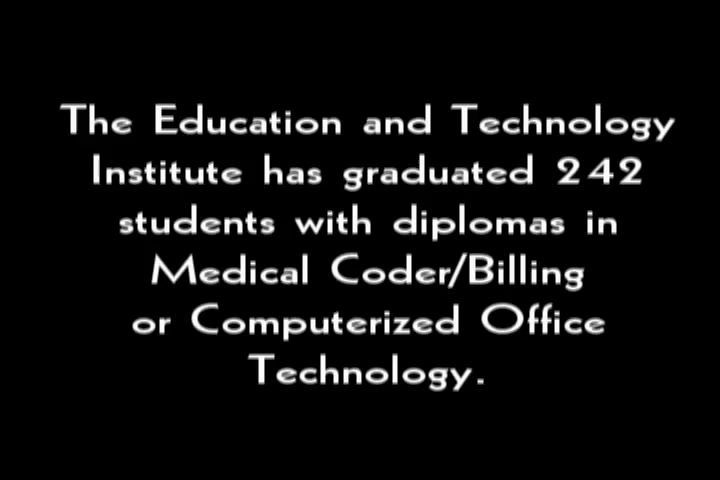 The Education and Technology
Institute has graduated 242
students with diplomas in
Medical Coder/Billing
or Computerized Office
Technology.